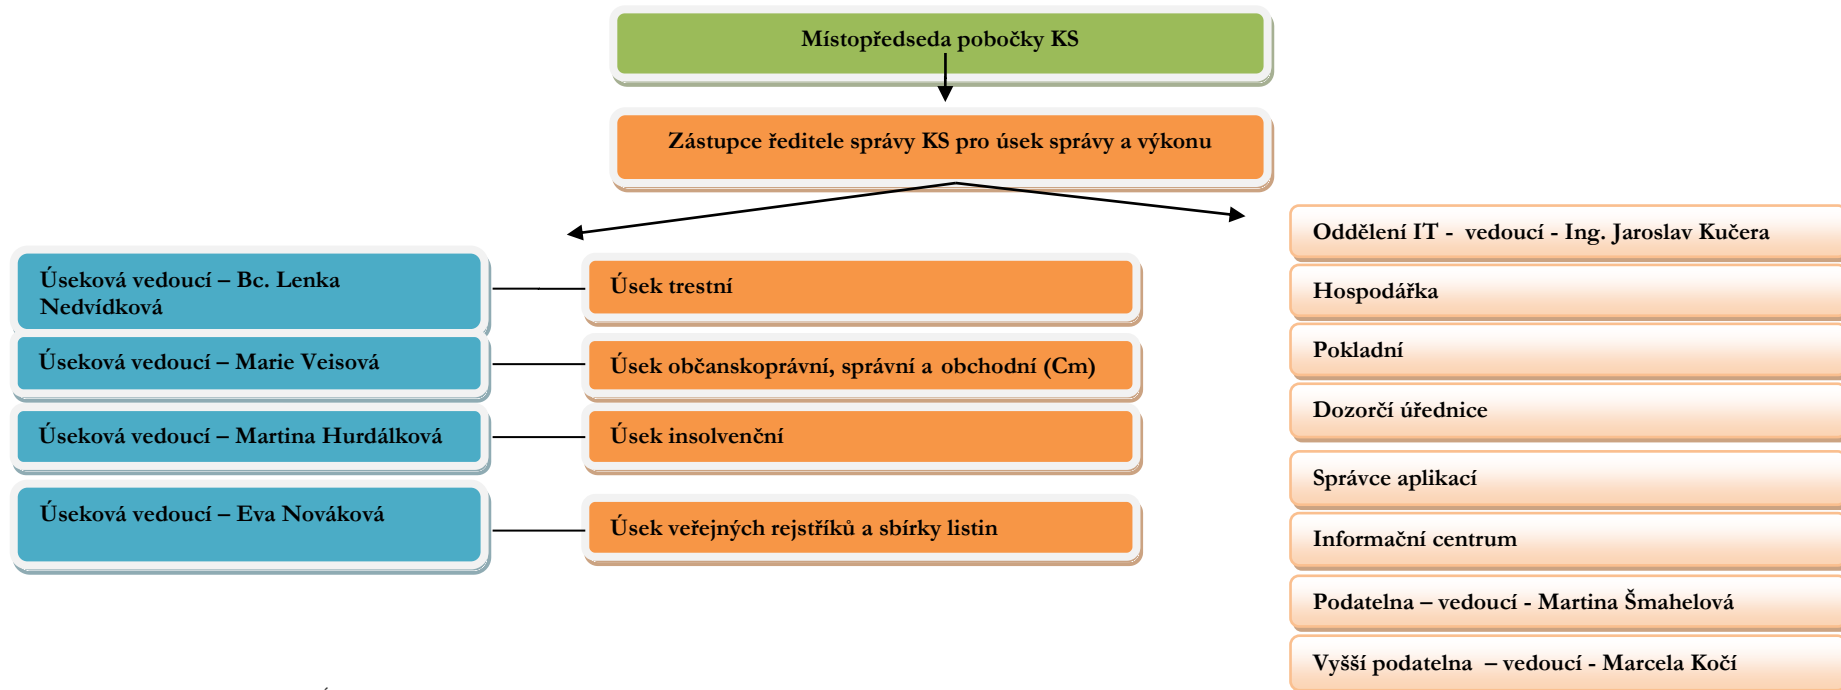 Místopředseda pobočky KS
Zástupce ředitele správy KS pro úsek správy a výkonu
Úseková vedoucí – Bc. Lenka
Nedvídková
Úsek trestní
Úseková vedoucí – Marie Veisová
Úsek občanskoprávní, správní a obchodní (Cm)
Úseková vedoucí – Martina Hurdálková
Úsek insolvenční
Úseková vedoucí – Eva Nováková
Úsek veřejných rejstříků a sbírky listin
Oddělení IT - vedoucí - Ing. Jaroslav Kučera
Hospodářka
Pokladní
Dozorčí úřednice
Správce aplikací
Informační centrum
Podatelna – vedoucí - Martina Šmahelová
Vyšší podatelna – vedoucí - Marcela Kočí